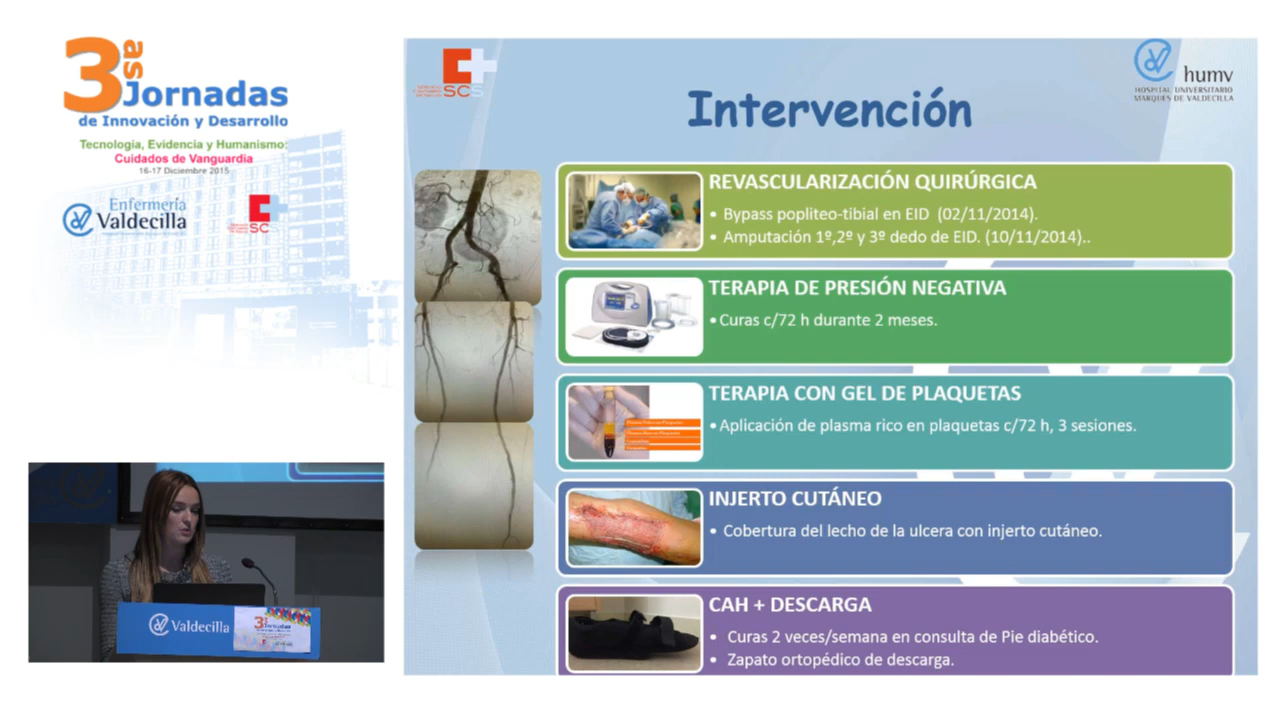 3as Jornadas
de Innovación y Desarrollo
Tecnología, Evidencia y Humanismo:
Cuidados de Vanguardia
16-17 Diciembre 2015
Enfermería
Valdecilla
SC
Valdecilla
3as Jornadas
SCS
humv
HOSPITAL UNIVERSITARIO
MARQUÉS DE VALDECILLA
Intervención
REVASCULARIZACIÓN QUIRÚRGICA
• Bypass popliteo-tibial en EID (02/11/2014).
• Amputación 1º,2º y 3º dedo de EID. (10/11/2014)..
TERAPIA DE PRESIÓN NEGATIVA
• Curas c/72 h durante 2 meses.
TERAPIA CON GEL DE PLAQUETAS
• Aplicación de plasma rico en plaquetas c/72 h, 3 sesiones.
INJERTO CUTÁNEO
• Cobertura del lecho de la ulcera con injerto cutáneo.
CAH + DESCARGA
• Curas 2 veces/semana en consulta de Pie diabético.
• Zapato ortopédico de descarga.